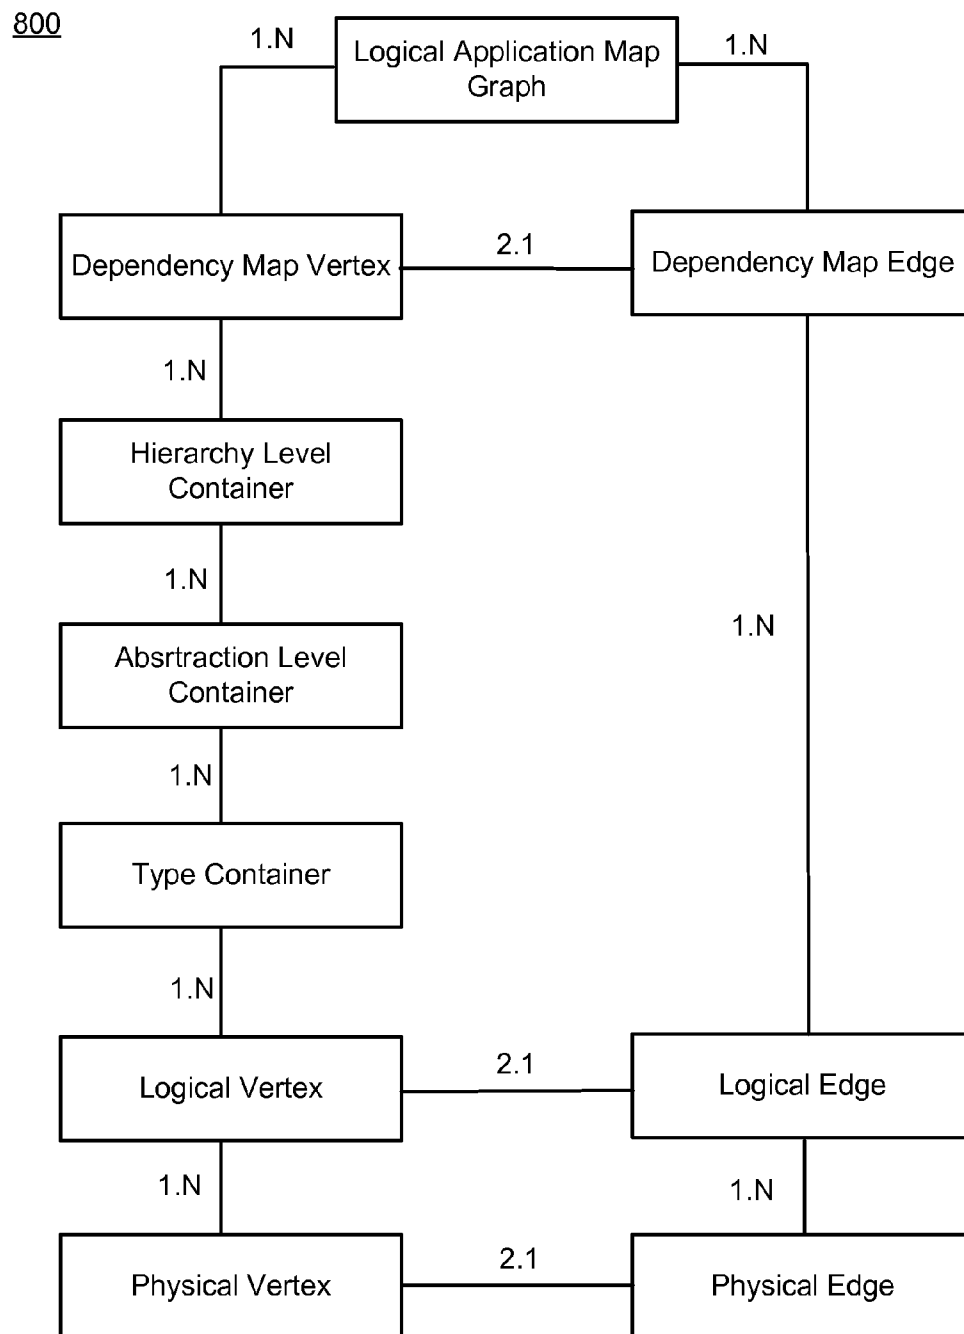 800
1.N
Logical Application Map
Graph
1.N
Dependency Map Vertex
2.1
Dependency Map Edge
1.N
Hierarchy Level
Container
1.N
1.N
Absrtraction Level
Container
1.N
Type Container
1.N
Logical Vertex
2.1
Logical Edge
1.N
1.N
Physical Vertex
2.1
Physical Edge